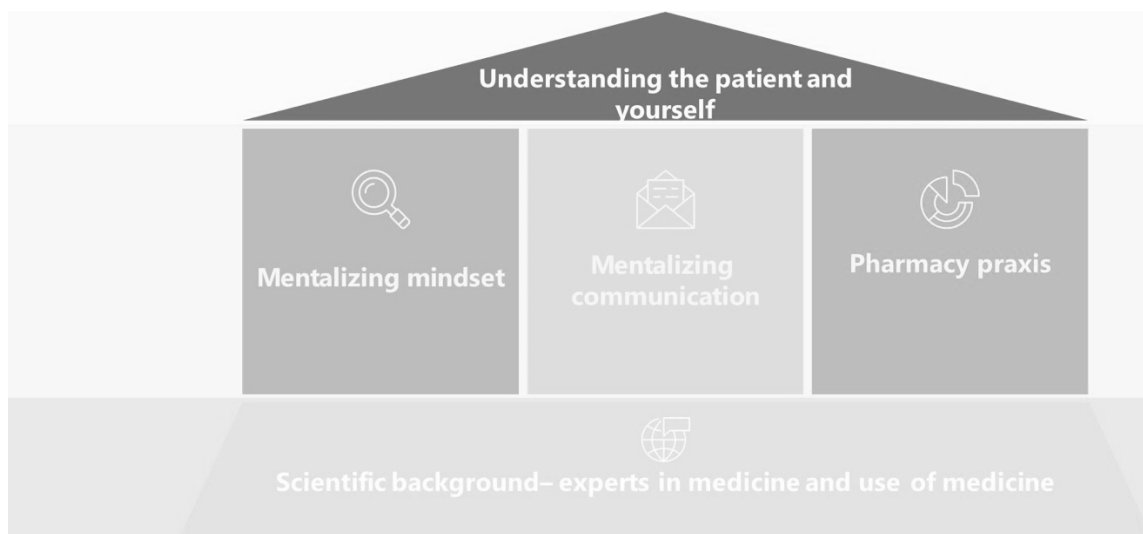 Understanding the patient and
yourself
Mentalizing mindset
Mentalizing
communication
Pharmacy praxis
Scientific background– experts in medicine and use of medicine